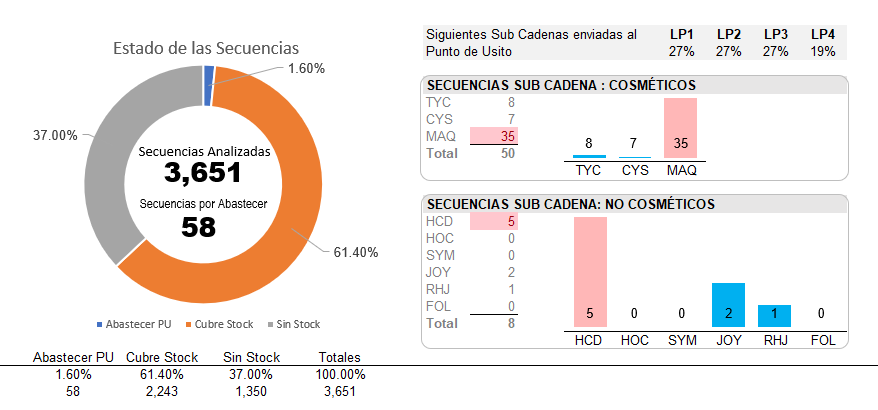 Estado de las Secuencias
1.60%
37.00%
Secuencias Analizadas
3,651
Secuencias por Abastecer
58
61.40%
Abastecer PU Cubre Stock Sin Stock
Abastecer PU Cubre Stock Sin Stock Totales
1.60% 61.40% 37.00% 100.00%
58 2,243 1,350 3,651
Siguientes Sub Cadenas enviadas al LP1 LP2 LP3 LP4
Punto de Usito 27% 27% 27% 19%
SECUENCIAS SUB CADENA : COSMÉTICOS
TYC 8
CYS 7
MAQ 35
Total 50
8 7 35
TYC CYS MAQ
SECUENCIAS SUB CADENA: NO COSMÉTICOS
HCD 5
HOC 0
SYM 0
JOY 2
RHJ 1
FOL 0
Total 8
5 0 0 2 1 0
HCD HOC SYM JOY RHJ FOL